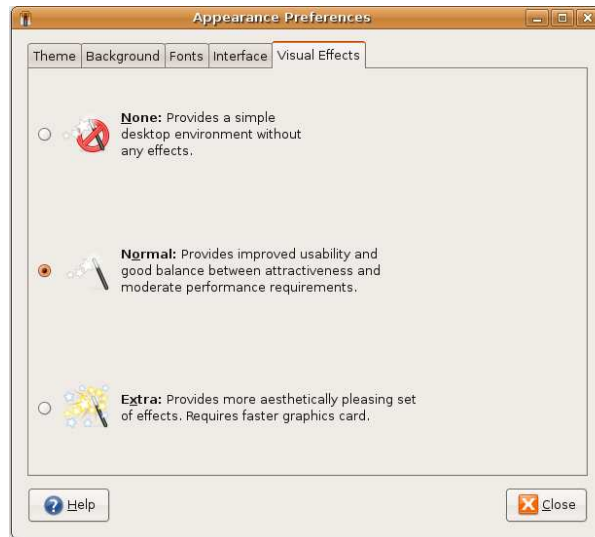 Appearance Preferences
Theme Background Fonts Interface Visual Effects
None: Provides a simple
desktop environment without
any effects.
Normal: Provides improved usability and
good balance between attractiveness and
moderate performance requirements.
Extra: Provides more aesthetically pleasing set
of effects. Requires faster graphics card.
Help Close